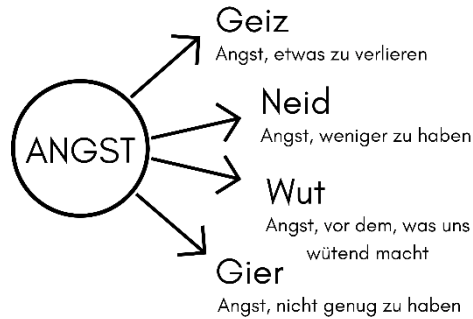 Geiz
Angst, etwas zu verlieren
Neid
Angst, weniger zu haben
ANGST
Wut
Angst, vor dem, was uns
wütend macht
Gier
Angst, nicht genug zu haben